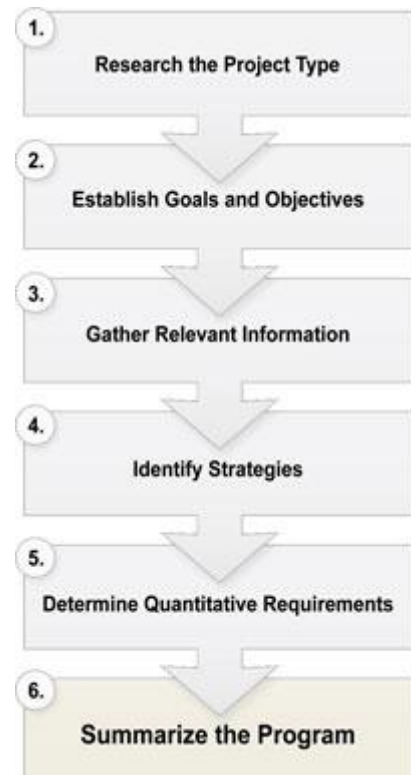 1.
Research the Project Type
2.
Establish Goals and Objectives
3.
Gather Relevant Information
4.
Identify Strategies
5.
Determine Quantitative Requirements
6.
Summarize the Program